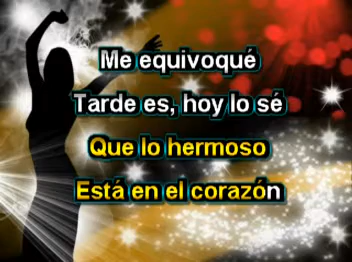 Me equivoqué
Tarde es, hoy lo sé
Que lo hermoso
Está en el corazón